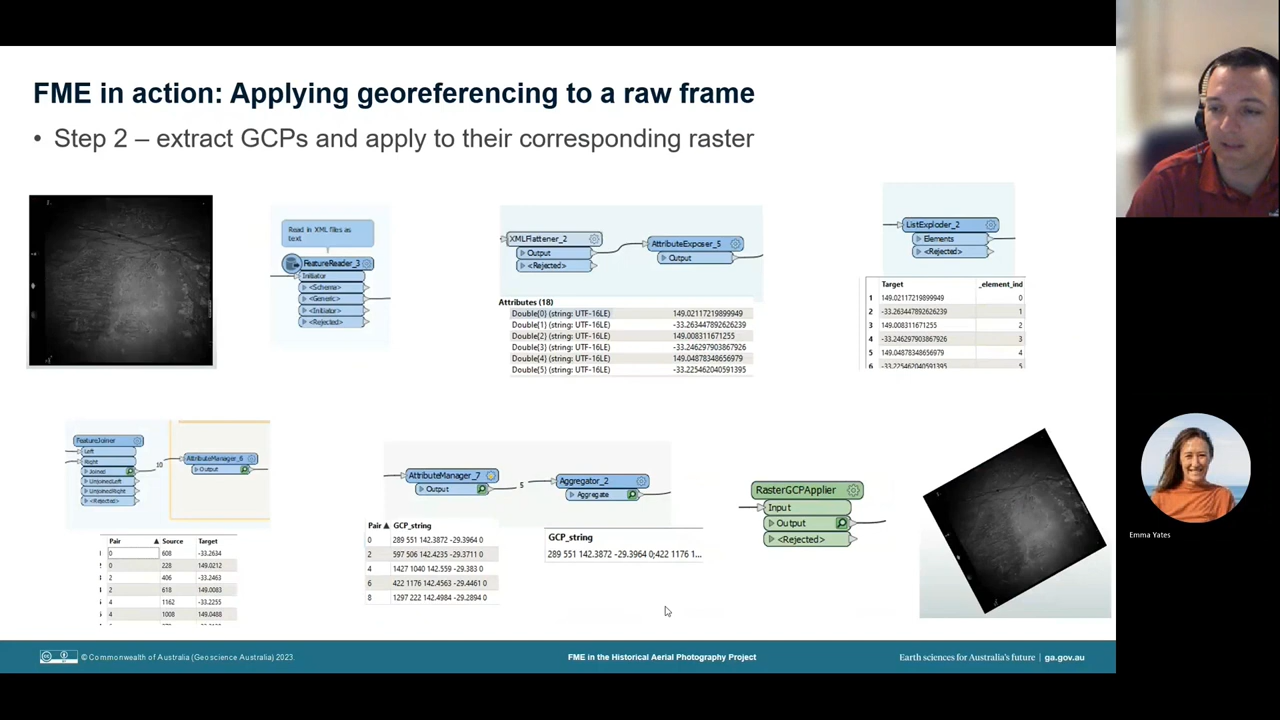 FME in action: Applying georeferencing to a raw frame
• Step 2 – extract GCPs and apply to their corresponding raster
Read in XML files as
text
FeatureReader_3
Initiator
<Schema>
<Generic>
<Initiator>
<Rejected>
XMLFlattener_2
Output
<Rejected>
AttributeExposer_5
Output
Attributes (18)
Double(0) (string: UTF-16LE) 149.02117219899949
Double(1) (string: UTF-16LE) -33.263447892626239
Double(2) (string: UTF-16LE) 149.008311671255
Double(3) (string: UTF-16LE) -33.246297903867926
Double(4) (string: UTF-16LE) 149.04878348656979
Double(5) (string: UTF-16LE) -33.225462040591395
ListExploder_2
Elements
<Rejected>
Target _element_ind
1 149.02117219899949 0
2 -33.263447892626239 1
3 149.008311671255 2
4 -33.246297903867926 3
5 149.04878348656979 4
6 -33.225462040591395 5
FeatureJoiner
Left
Right
Joined
UnjoinedLeft
UnjoinedRight
<Rejected>
10
AttributeManager_6
Output
Pair Source Target
0 608 -33.2634
0 228 149.0212
2 406 -33.2463
2 618 149.0083
4 1162 -33.2255
4 1008 149.0488
AttributeManager_7
Output
5
Aggregator_2
Aggregate
Pair GCP_string
0 289 551 142.3872 -29.3964 0
2 597 506 142.4235 -29.3711 0
4 1427 1040 142.559 -29.383 0
6 422 1176 142.4563 -29.4461 0
8 1297 222 142.4984 -29.2894 0
GCP_string
289 551 142.3872 -29.3964 0;422 1176 1...
RasterGCPApplier
Input
Output
<Rejected>
Emma Yates
© Commonwealth of Australia (Geoscience Australia) 2023.
FME in the Historical Aerial Photography Project
Earth sciences for Australia's future | ga.gov.au